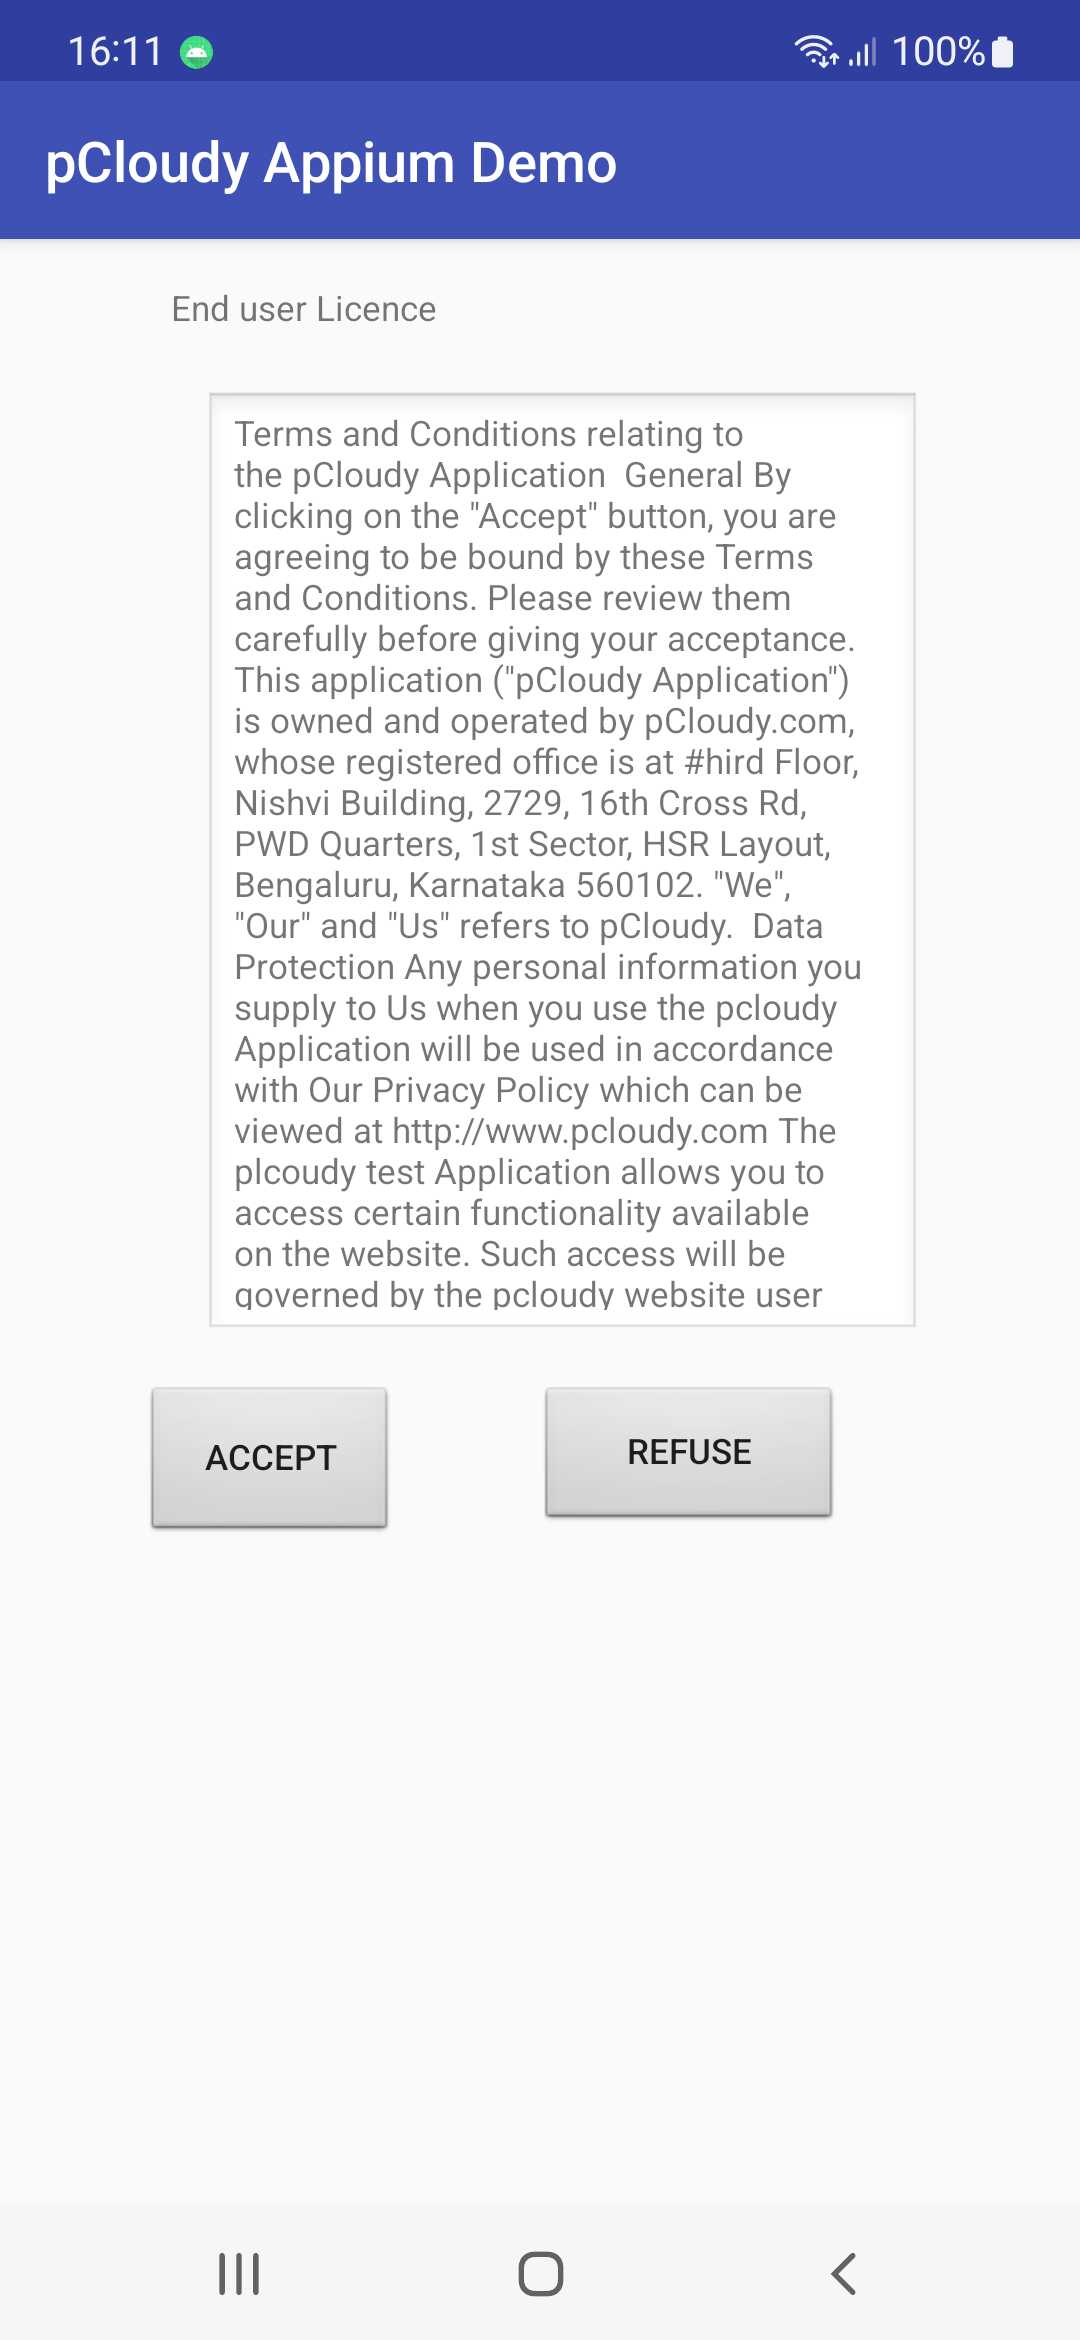 16:11
100%
pCloudy Appium Demo
End user Licence
Terms and Conditions relating to
the pCloudy Application  General By
clicking on the "Accept" button, you are
agreeing to be bound by these Terms
and Conditions. Please review them
carefully before giving your acceptance.
This application ("pCloudy Application")
is owned and operated by pCloudy.com,
whose registered office is at #hird Floor,
Nishvi Building, 2729, 16th Cross Rd,
PWD Quarters, 1st Sector, HSR Layout,
Bengaluru, Karnataka 560102. "We",
"Our" and "Us" refers to pCloudy.  Data
Protection Any personal information you
supply to Us when you use the pcloudy
Application will be used in accordance
with Our Privacy Policy which can be
viewed at http://www.pcloudy.com The
plcoudy test Application allows you to
access certain functionality available
on the website. Such access will be
governed by the pcloudy website user
ACCEPT
REFUSE